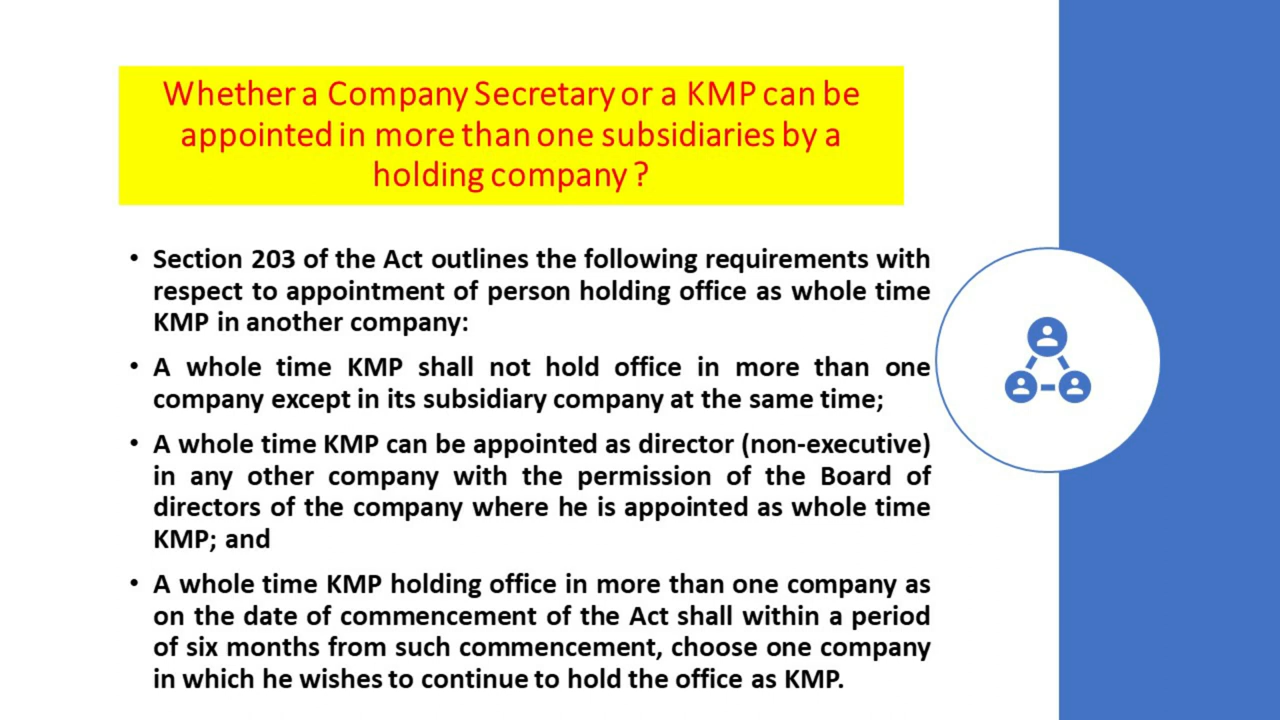 Whether a Company Secretary or a KMP can be
appointed in more than one subsidiaries by a
holding company ?
• Section 203 of the Act outlines the following requirements with
respect to appointment of person holding office as whole time
KMP in another company:
• A whole time KMP shall not hold office in more than one
company except in its subsidiary company at the same time;
• A whole time KMP can be appointed as director (non-executive)
in any other company with the permission of the Board of
directors of the company where he is appointed as whole time
KMP; and
• A whole time KMP holding office in more than one company as
on the date of commencement of the Act shall within a period
of six months from such commencement, choose one company
in which he wishes to continue to hold the office as KMP.